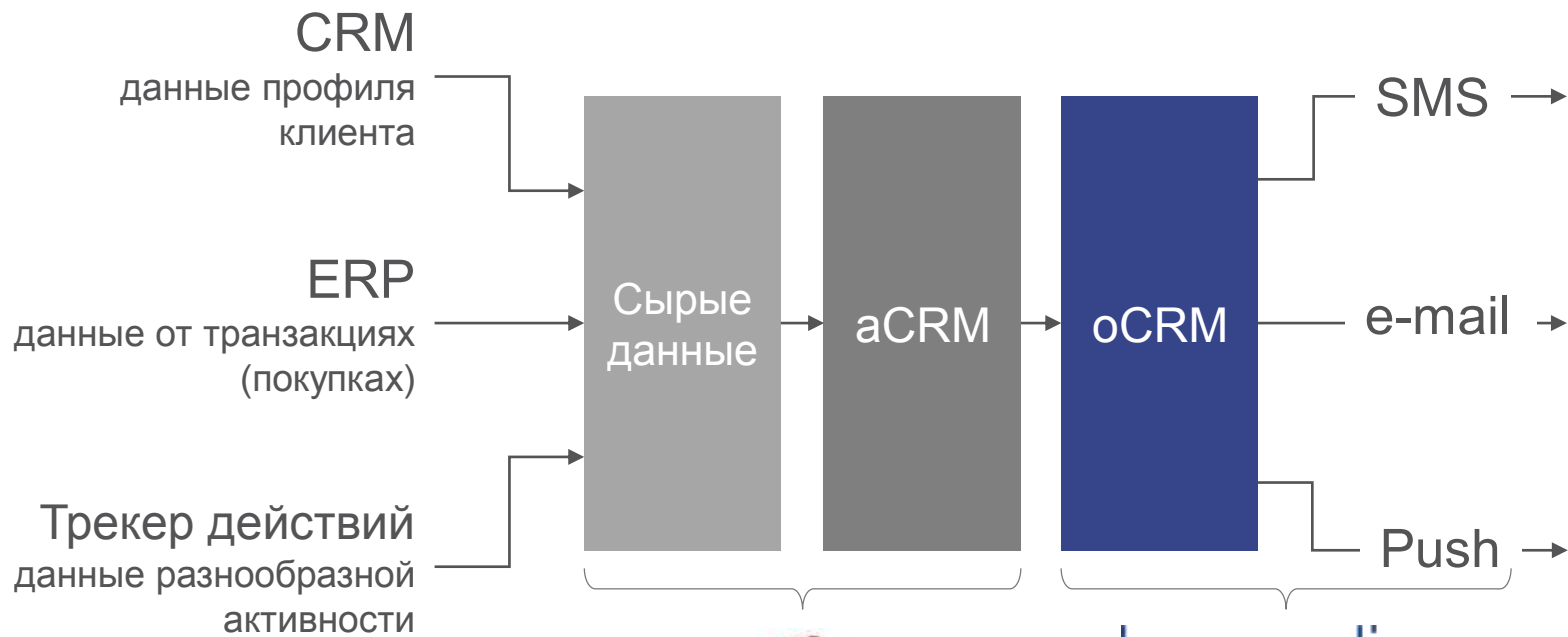 CRM
данные профиля
клиента
ERP
данные от транзакциях
(покупках)
Трекер действий
данные разнообразной
активности
Сырые
данные
aCRM
oCRM
SMS
e-mail
Push